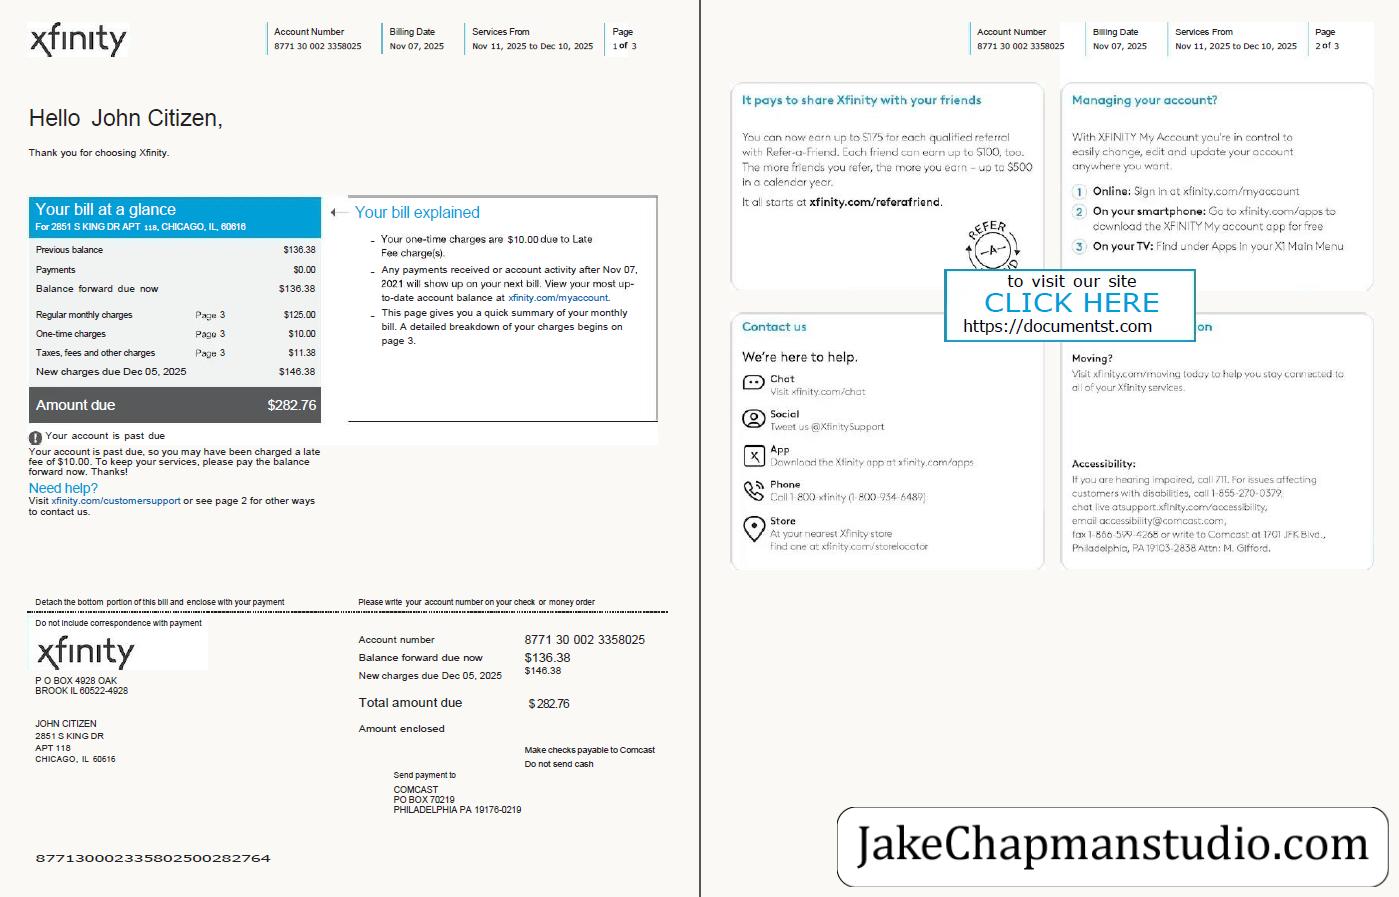 xfinity
Account Number
8771 30 002 3358025
Billing Date
Nov 07, 2025
Services From
Nov 11, 2025 to Dec 10, 2025
Page
1 of 3
Hello John Citizen,
Thank you for choosing Xfinity.
Your bill at a glance
For 2851 S KING DR APT 118, CHICAGO, IL, 60616
Previous balance $136.38
Payments $0.00
Balance forward due now $136.38
Regular monthly charges Page 3 $125.00
One-time charges Page 3 $10.00
Taxes, fees and other charges Page 3 $11.38
New charges due Dec 05, 2025 $146.38
Amount due $282.76
Your account is past due
Your account is past due, so you may have been charged a late
fee of $10.00. To keep your services, please pay the balance
forward now. Thanks!
Need help?
Visit xfinity.com/customersupport or see page 2 for other ways
to contact us.
Your bill explained
- Your one-time charges are $10.00 due to Late
Fee charge(s).
- Any payments received or account activity after Nov 07,
2021 will show up on your next bill. View your most up-
to-date account balance at xfinity.com/myaccount.
- This page gives you a quick summary of your monthly
bill. A detailed breakdown of your charges begins on
page 3.
Detach the bottom portion of this bill and enclose with your payment
Please write your account number on your check or money order
Do not include correspondence with payment
xfinity
P O BOX 4928 OAK
BROOK IL 60522-4928
JOHN CITIZEN
2851 S KING DR
APT 118
CHICAGO, IL 60616
Account number 8771 30 002 3358025
Balance forward due now $136.38
New charges due Dec 05, 2025 $146.38
Total amount due $282.76
Amount enclosed
Make checks payable to Comcast
Do not send cash
Send payment to
COMCAST
PO BOX 70219
PHILADELPHIA PA 19176-0219
877130002335802500282764
Account Number
8771 30 002 3358025
Billing Date
Nov 07, 2025
Services From
Nov 11, 2025 to Dec 10, 2025
Page
2 of 3
It pays to share Xfinity with your friends
You can now earn up to $175 for each qualified referral
with Refer-a-Friend. Each friend can earn up to $100, too.
The more friends you refer, the more you earn – up to $500
in a calendar year.
It all starts at xfinity.com/referafriend.
REFER
-A-
Managing your account?
With XFINITY My Account you're in control to
easily change, edit and update your account
anywhere you want.
1 Online: Sign in at xfinity.com/myaccount
2 On your smartphone: Go to xfinity.com/apps to
download the XFINITY My account app for free
3 On your TV: Find under Apps in your X1 Main Menu
to visit our site
CLICK HERE
https://documentst.com
Contact us
We're here to help.
Chat
Visit xfinity.com/chat
Social
Tweet us @XfinitySupport
App
Download the Xfinity app at xfinity.com/apps
Phone
Call 1-800-xfinity (1-800-934-6489)
Store
At your nearest Xfinity store
Find one at xfinity.com/storelocator
Moving?
Visit xfinity.com/moving today to help you stay connected to
all of your Xfinity services.
Accessibility:
If you are hearing impaired, call 711. For issues affecting
customers with disabilities, call 1-855-270-0379,
chat live atsupport.xfinity.com/accessibility,
email accessibility@comcast.com,
fax 1-866-599-4268 or write to Comcast at 1701 JFK Blvd.,
Philadelphia, PA 19103-2838 Attn: M. Gifford.
JakeChapmanstudio.com